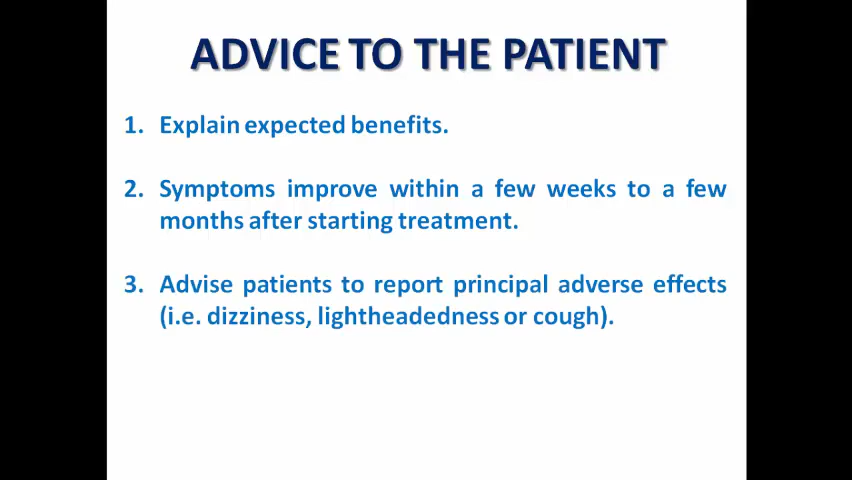 ADVICE TO THE PATIENT
1. Explain expected benefits.
2. Symptoms improve within a few weeks to a few
months after starting treatment.
3. Advise patients to report principal adverse effects
(i.e. dizziness, lightheadedness or cough).